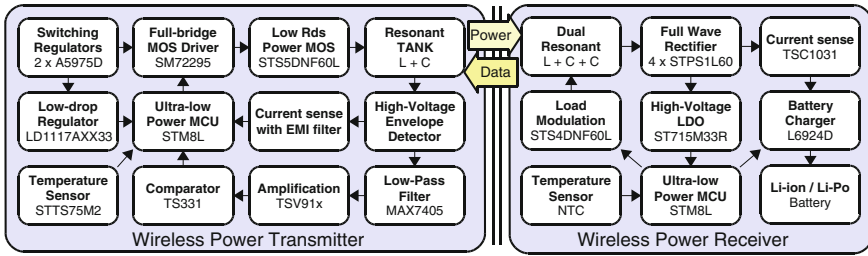 Switching
Regulators
2 x A5975D
Full-bridge
MOS Driver
SM72295
Low Rds
Power MOS
STS5DNF60L
Resonant
TANK
L + C
Power
Data
Dual
Resonant
L + C + C
Full Wave
Rectifier
4 x STPS1L60
Current sense
TSC1031
Low-drop
Regulator
LD1117AXX33
Ultra-low
Power MCU
STM8L
Current sense
with EMI filter
High-Voltage
Envelope
Detector
Load
Modulation
STS4DNF60L
High-Voltage
LDO
ST715M33R
Battery
Charger
L6924D
Temperature
Sensor
STTS75M2
Comparator
TS331
Amplification
TSV91x
Low-Pass
Filter
MAX7405
Temperature
Sensor
NTC
Ultra-low
Power MCU
STM8L
Li-ion / Li-Po
Battery
Wireless Power Transmitter
Wireless Power Receiver